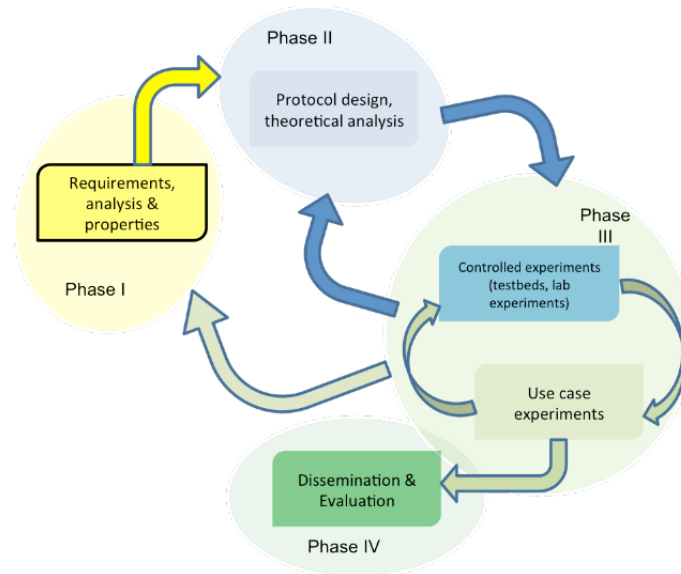 Phase II
Protocol design,
theoretical analysis
Requirements,
analysis &
properties
Phase I
Phase
III
Controlled experiments
(testbeds, lab
experiments)
Use case
experiments
Dissemination &
Evaluation
Phase IV